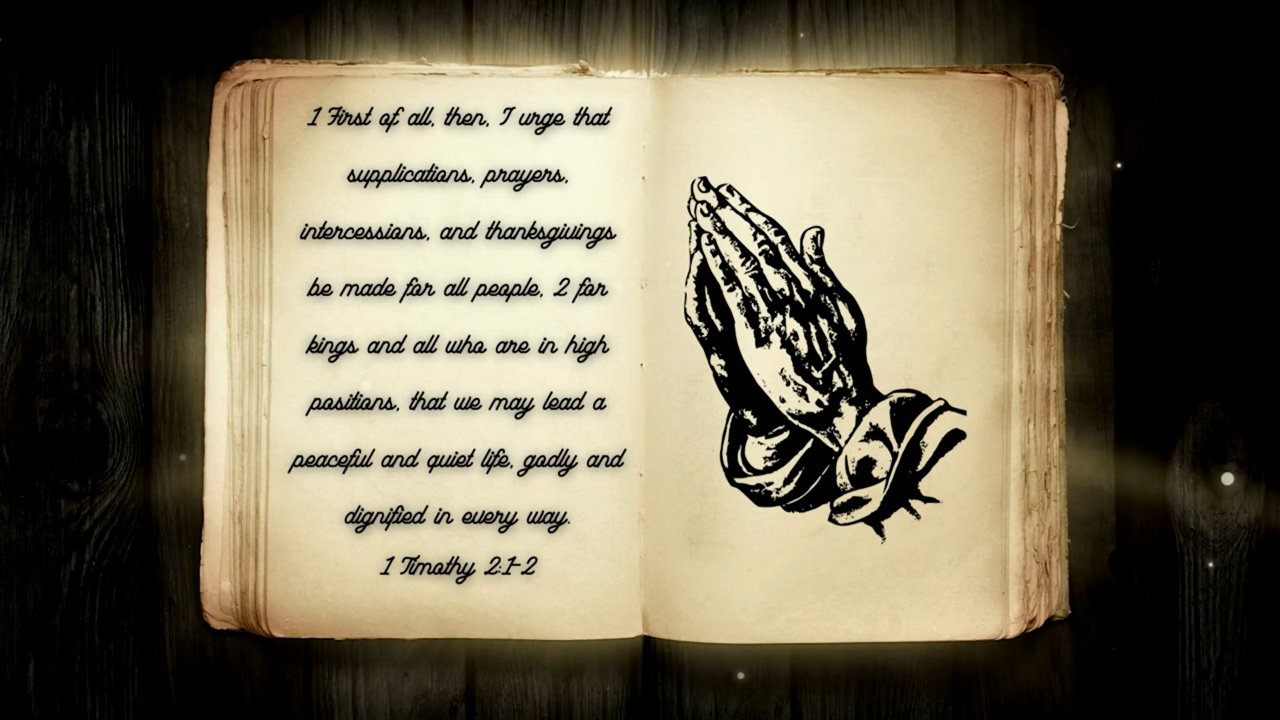 1 First of all, then, I urge that
supplications, prayers,
intercessions, and thanksgivings
be made for all people, 2 for
kings and all who are in high
positions, that we may lead a
peaceful and quiet life, godly and
dignified in every way.
1 Timothy 2:1-2